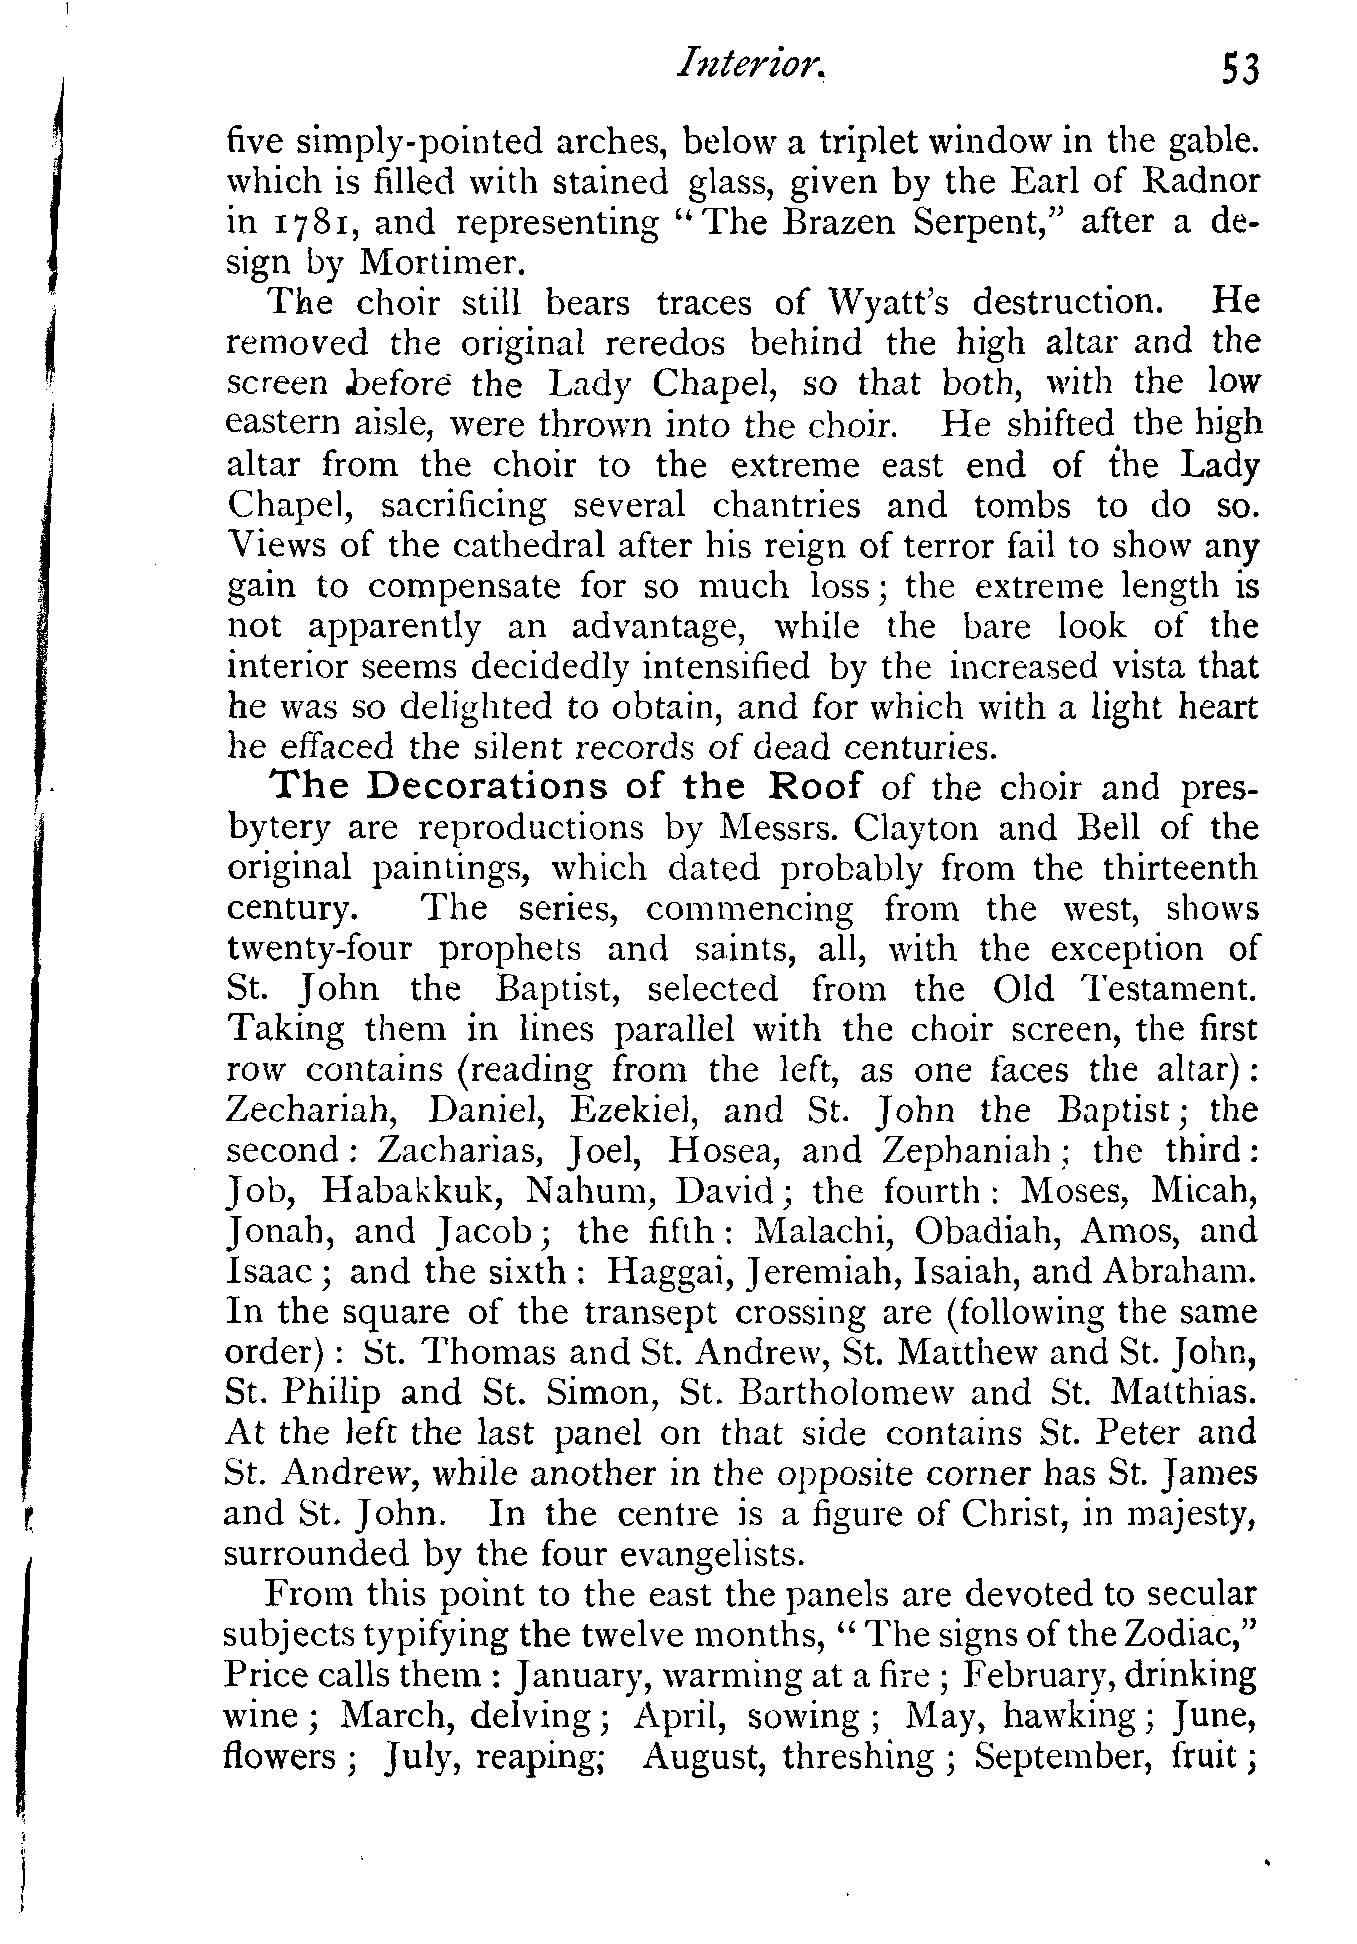 Interior. 53
five simply-pointed arches, below a triplet window in the gable.
which is filled with stained glass, given by the Earl of Radnor
in 1781, and representing “The Brazen Serpent,” after a de-
sign by Mortimer.
The choir still bears traces of Wyatt’s destruction. He
removed the original reredos behind the high altar and the
screen before the Lady Chapel, so that both, with the low
eastern aisle, were thrown into the choir. He shifted the high
altar from the choir to the extreme east end of the Lady
Chapel, sacrificing several chantries and tombs to do so.
Views of the cathedral after his reign of terror fail to show any
gain to compensate for so much loss; the extreme length is
not apparently an advantage, while the bare look of the
interior seems decidedly intensified by the increased vista that
he was so delighted to obtain, and for which with a light heart
he effaced the silent records of dead centuries.
The Decorations of the Roof of the choir and pres-
bytery are reproductions by Messrs. Clayton and Bell of the
original paintings, which dated probably from the thirteenth
century. The series, commencing from the west, shows
twenty-four prophets and saints, all, with the exception of
St. John the Baptist, selected from the Old Testament.
Taking them in lines parallel with the choir screen, the first
row contains (reading from the left, as one faces the altar) :
Zechariah, Daniel, Ezekiel, and St. John the Baptist; the
second : Zacharias, Joel, Hosea, and Zephaniah ; the third :
Job, Habakkuk, Nahum, David ; the fourth : Moses, Micah,
Jonah, and Jacob ; the fifth : Malachi, Obadiah, Amos, and
Isaac ; and the sixth : Haggai, Jeremiah, Isaiah, and Abraham.
In the square of the transept crossing are (following the same
order) : St. Thomas and St. Andrew, St. Matthew and St. John,
St. Philip and St. Simon, St. Bartholomew and St. Matthias.
At the left the last panel on that side contains St. Peter and
St. Andrew, while another in the opposite corner has St. James
and St. John. In the centre is a figure of Christ, in majesty,
surrounded by the four evangelists.
From this point to the east the panels are devoted to secular
subjects typifying the twelve months, “The signs of the Zodiac,”
Price calls them : January, warming at a fire ; February, drinking
wine ; March, delving ; April, sowing ; May, hawking ; June,
flowers ; July, reaping; August, threshing ; September, fruit ;